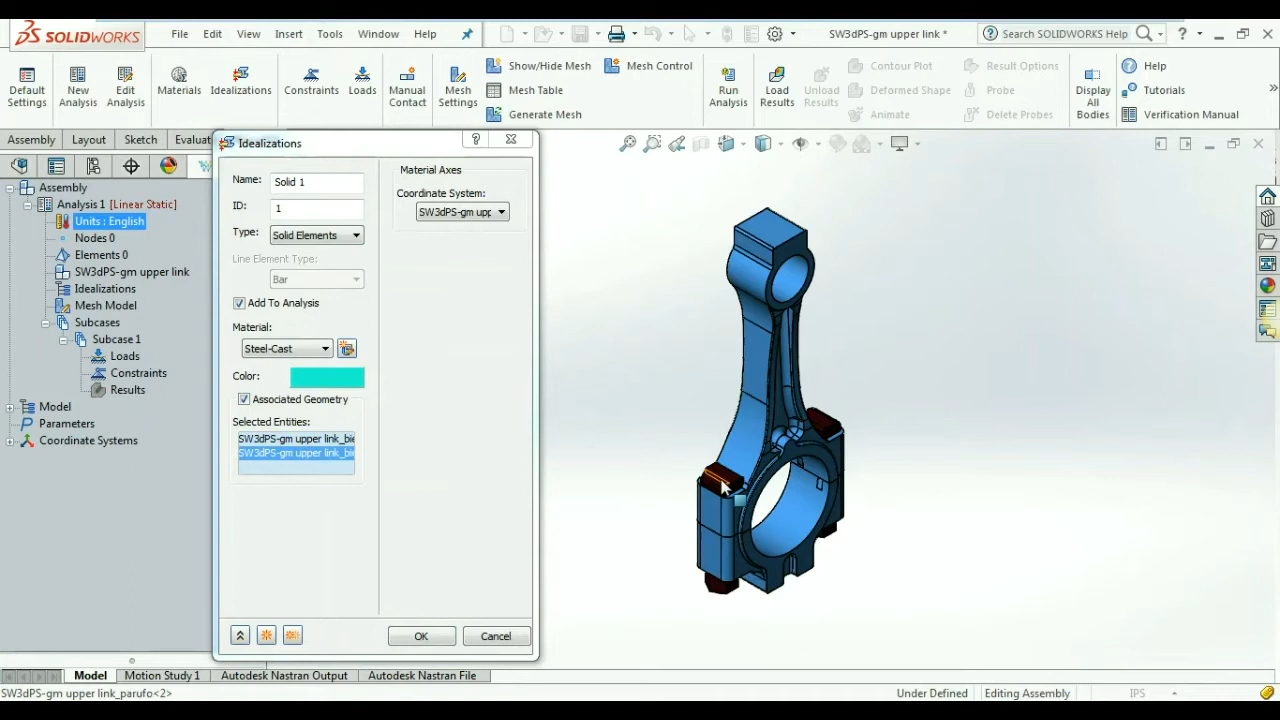 SOLIDWORKS File Edit View Insert Tools Window Help SW3dPS-gm upper link * Search SOLIDWORKS Help ?
Default Settings
New Analysis
Edit Analysis
Materials
Idealizations
Constraints
Loads
Manual Contact
Mesh Settings
Show/Hide Mesh
Mesh Control
Mesh Table
Generate Mesh
Run Analysis
Load Results
Unload Results
Contour Plot
Result Options
Deformed Shape
Probe
Animate
Delete Probes
Display All Bodies
Help
Tutorials
Verification Manual
Assembly Layout Sketch Evaluat
Assembly
Analysis 1 [Linear Static]
Units : English
Nodes 0
Elements 0
SW3dPS-gm upper link
Idealizations
Mesh Model
Subcases
Subcase 1
Loads
Constraints
Results
Model
Parameters
Coordinate Systems
Idealizations ?
Name: Solid 1
ID: 1
Type: Solid Elements
Line Element Type:
Bar
Add To Analysis
Material:
Steel-Cast
Color:
Associated Geometry
Selected Entities:
SW3dPS-gm upper link_bie
SW3dPS-gm upper link_bie
Material Axes
Coordinate System:
SW3dPS-gm upp
OK Cancel
Model Motion Study 1 Autodesk Nastran Output Autodesk Nastran File
SW3dPS-gm upper link_parufo<2> Under Defined Editing Assembly IPS